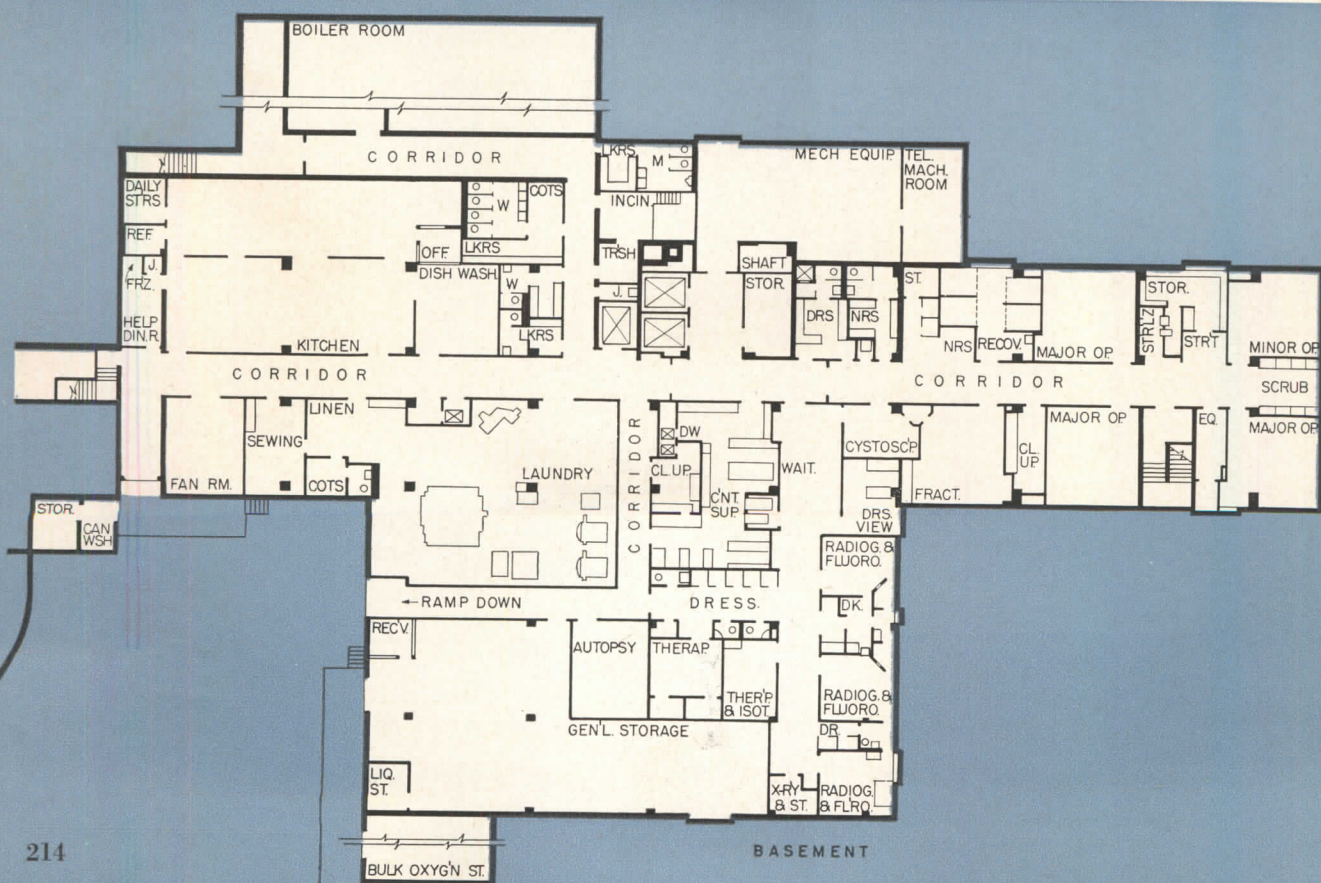 BOILER ROOM
CORRIDOR
LKRS
M
MECH EQUIP.
TEL.
MACH.
ROOM
DAILY
STRS
W
COTS
INCIN.
REF.
OFF.
LKRS
TRSH
J.
FRZ.
DISH WASH.
W
SHAFT
STOR.
ST.
STOR.
HELP
DIN. R.
LKRS
J.
DRS
NRS
STR'L'Z
KITCHEN
NRS
RECOV.
MAJOR OP
STR'T
MINOR OP
CORRIDOR
CORRIDOR
SCRUB
LINEN
SEWING
CORRIDOR
DW
MAJOR OP
EQ.
MAJOR OP
CYSTOSC'P
FAN RM.
COTS
LAUNDRY
CL. UP
WAIT.
CL.
UP
C'NT.
SUP.
FRACT.
STOR.
CAN
WSH
DRS.
VIEW
RADIOG. &
FLUORO.
←RAMP DOWN
DRESS.
DK.
RECV.
AUTOPSY
THERAP.
THER'P.
& ISOT.
RADIOG. &
FLUORO.
GEN'L. STORAGE
DR.
LIQ.
ST.
X-RY
& ST.
RADIOG.
& FL'RO.
214
BASEMENT
BULK OXYG'N ST.